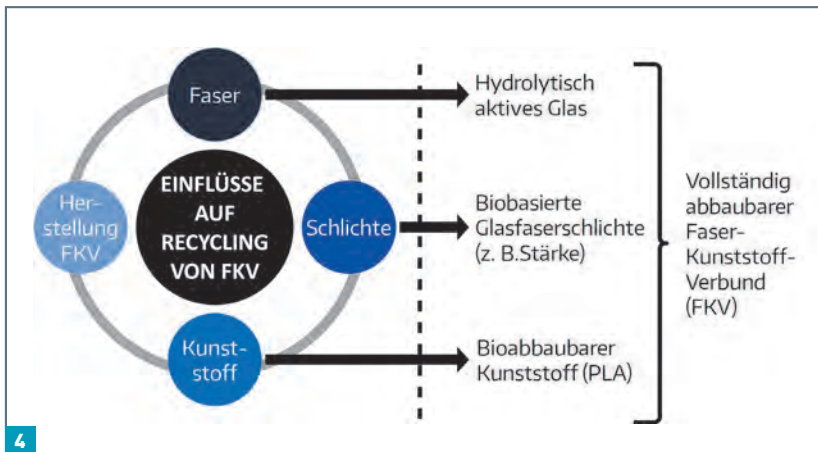 Faser
Her-
stellung
FKV
EINFLÜSSE
AUF
RECYCLING
VON FKV
Schlichte
Kunst-
stoff
Hydrolytisch
aktives Glas
Biobasierte
Glasfaserschlichte
(z. B.Stärke)
Bioabbaubarer
Kunststoff (PLA)
Vollständig
abbaubarer
Faser-
Kunststoff-
Verbund
(FKV)
4